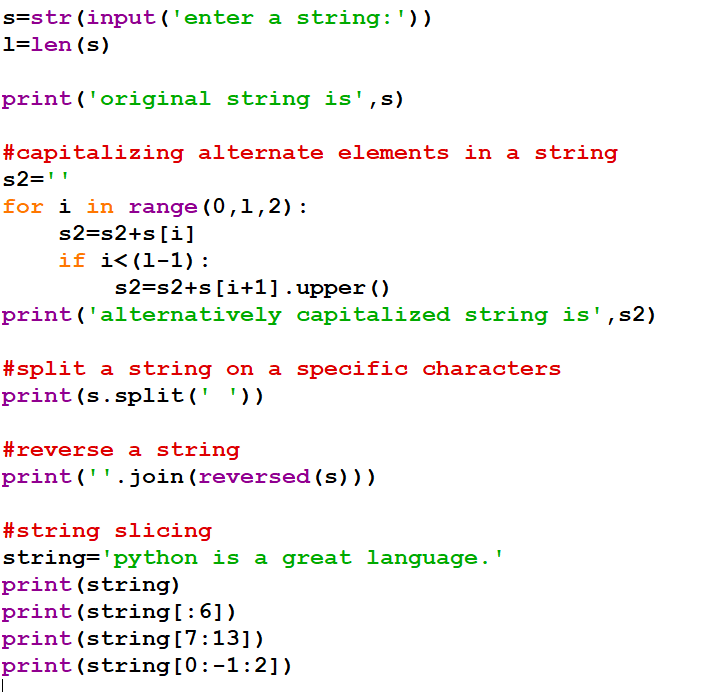 s=str(input('enter a string:'))
l=len(s)

print('original string is',s)

#capitalizing alternate elements in a string
s2=''
for i in range(0,l,2):
    s2=s2+s[i]
    if i<(l-1):
        s2=s2+s[i+1].upper()
print('alternatively capitalized string is',s2)

#split a string on a specific characters
print(s.split(' '))

#reverse a string
print(''.join(reversed(s)))

#string slicing
string='python is a great language.'
print(string)
print(string[:6])
print(string[7:13])
print(string[0:-1:2])